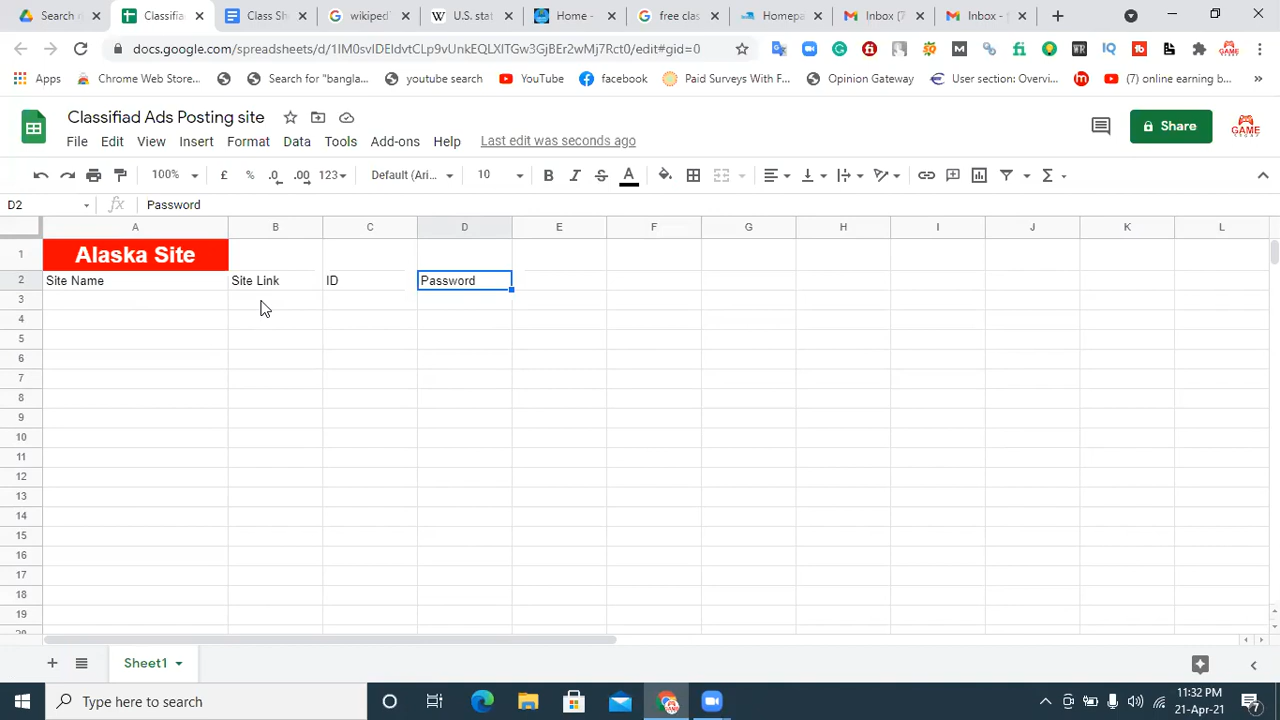 Search · Classifia Class Sh wikiped U.S. sta Home - free clas Homepa Inbox (7 Inbox -
docs.google.com/spreadsheets/d/1IM0svIDEIdvtCLp9vUnkEQLXITGw3GjBEr2wMj7Rct0/edit#gid=0
Apps Chrome Web Store... Search for "bangla... youtube search YouTube facebook Paid Surveys With F... Opinion Gateway User section: Overvi... (7) online earning b...
Classifiad Ads Posting site
File Edit View Insert Format Data Tools Add-ons Help Last edit was seconds ago
Share
100% £ % .0 .00 123 Default (Ari... 10 B I S A
D2 fx Password
A B C D E F G H I J K L
1 Alaska Site
2 Site Name Site Link ID Password
3
4
5
6
7
8
9
10
11
12
13
14
15
16
17
18
19
20
Sheet1
Type here to search
11:32 PM
21-Apr-21
7